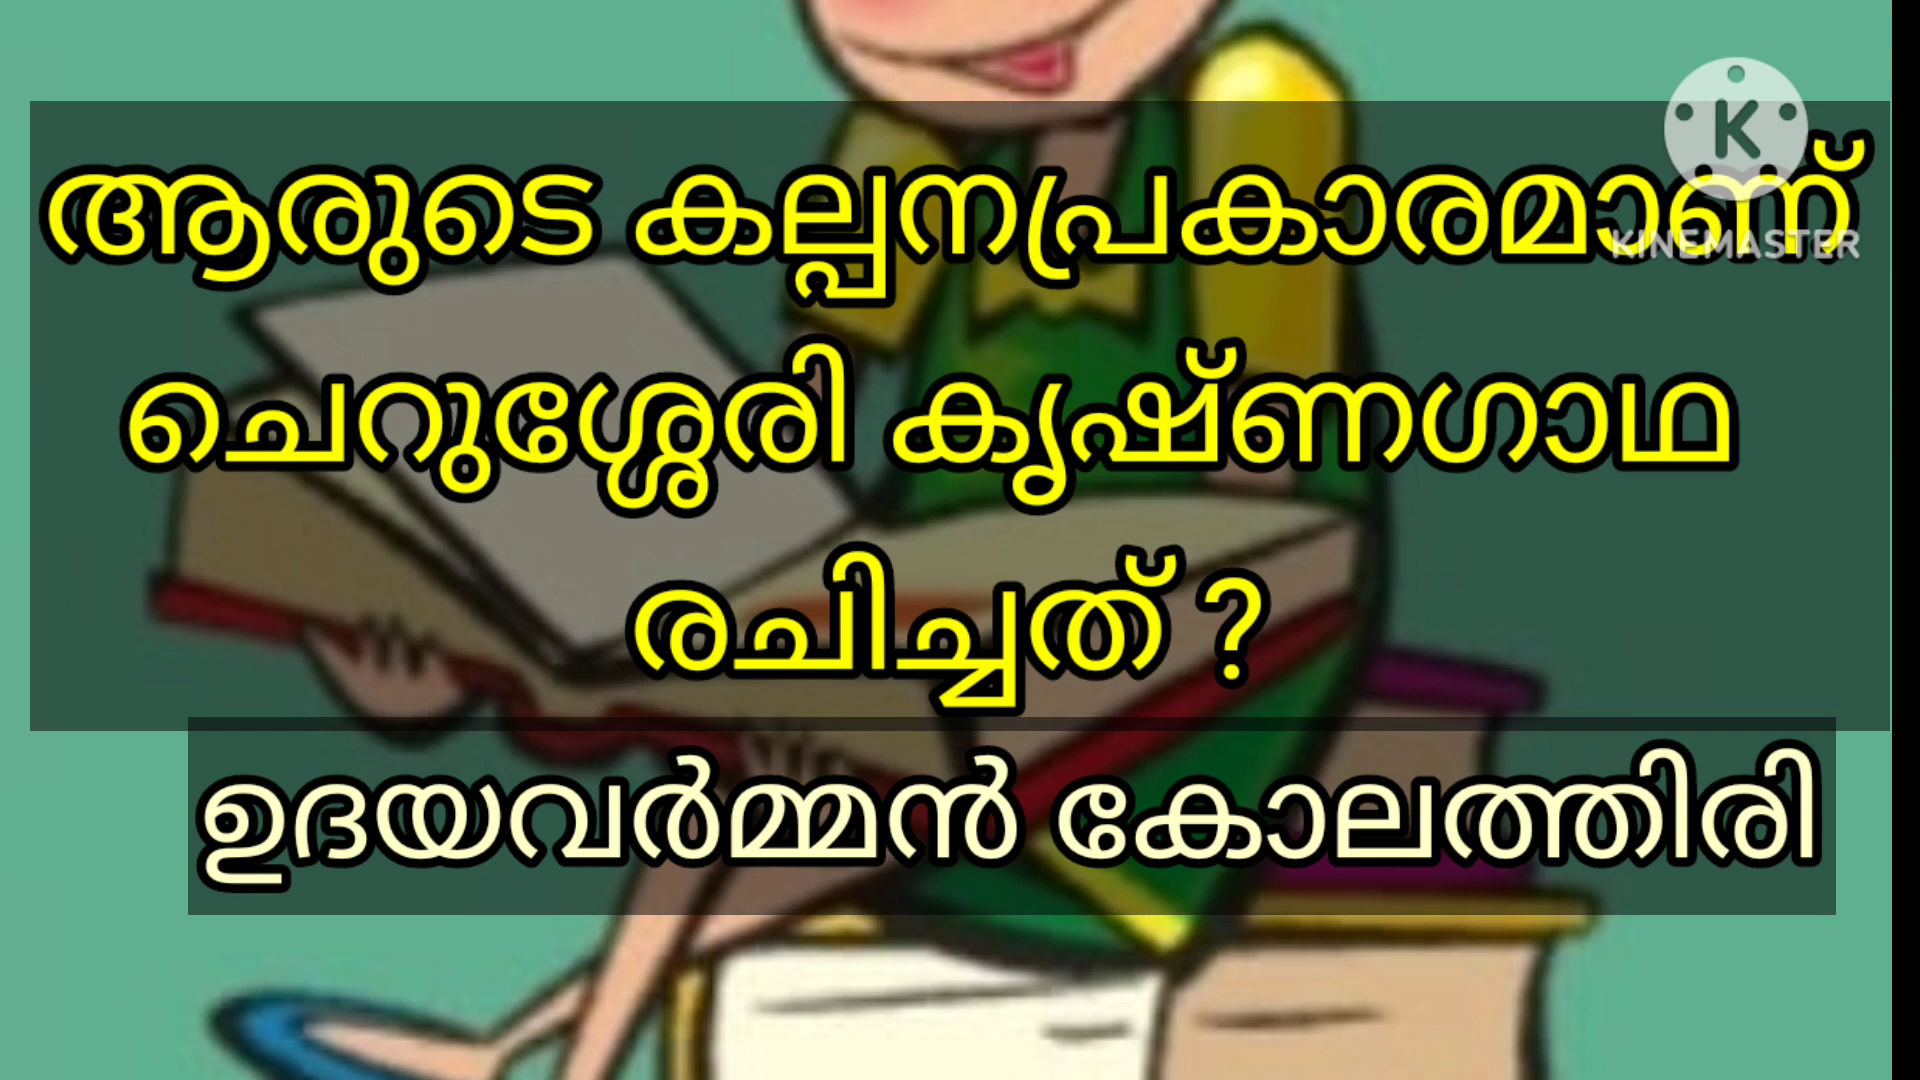 ആരുടെ കല്പനപ്രകാരമാണ്
ചെറുശ്ശേരി കൃഷ്ണഗാഥ
രചിച്ചത് ?
ഉദയവർമ്മൻ കോലത്തിരി
K
KINEMASTER